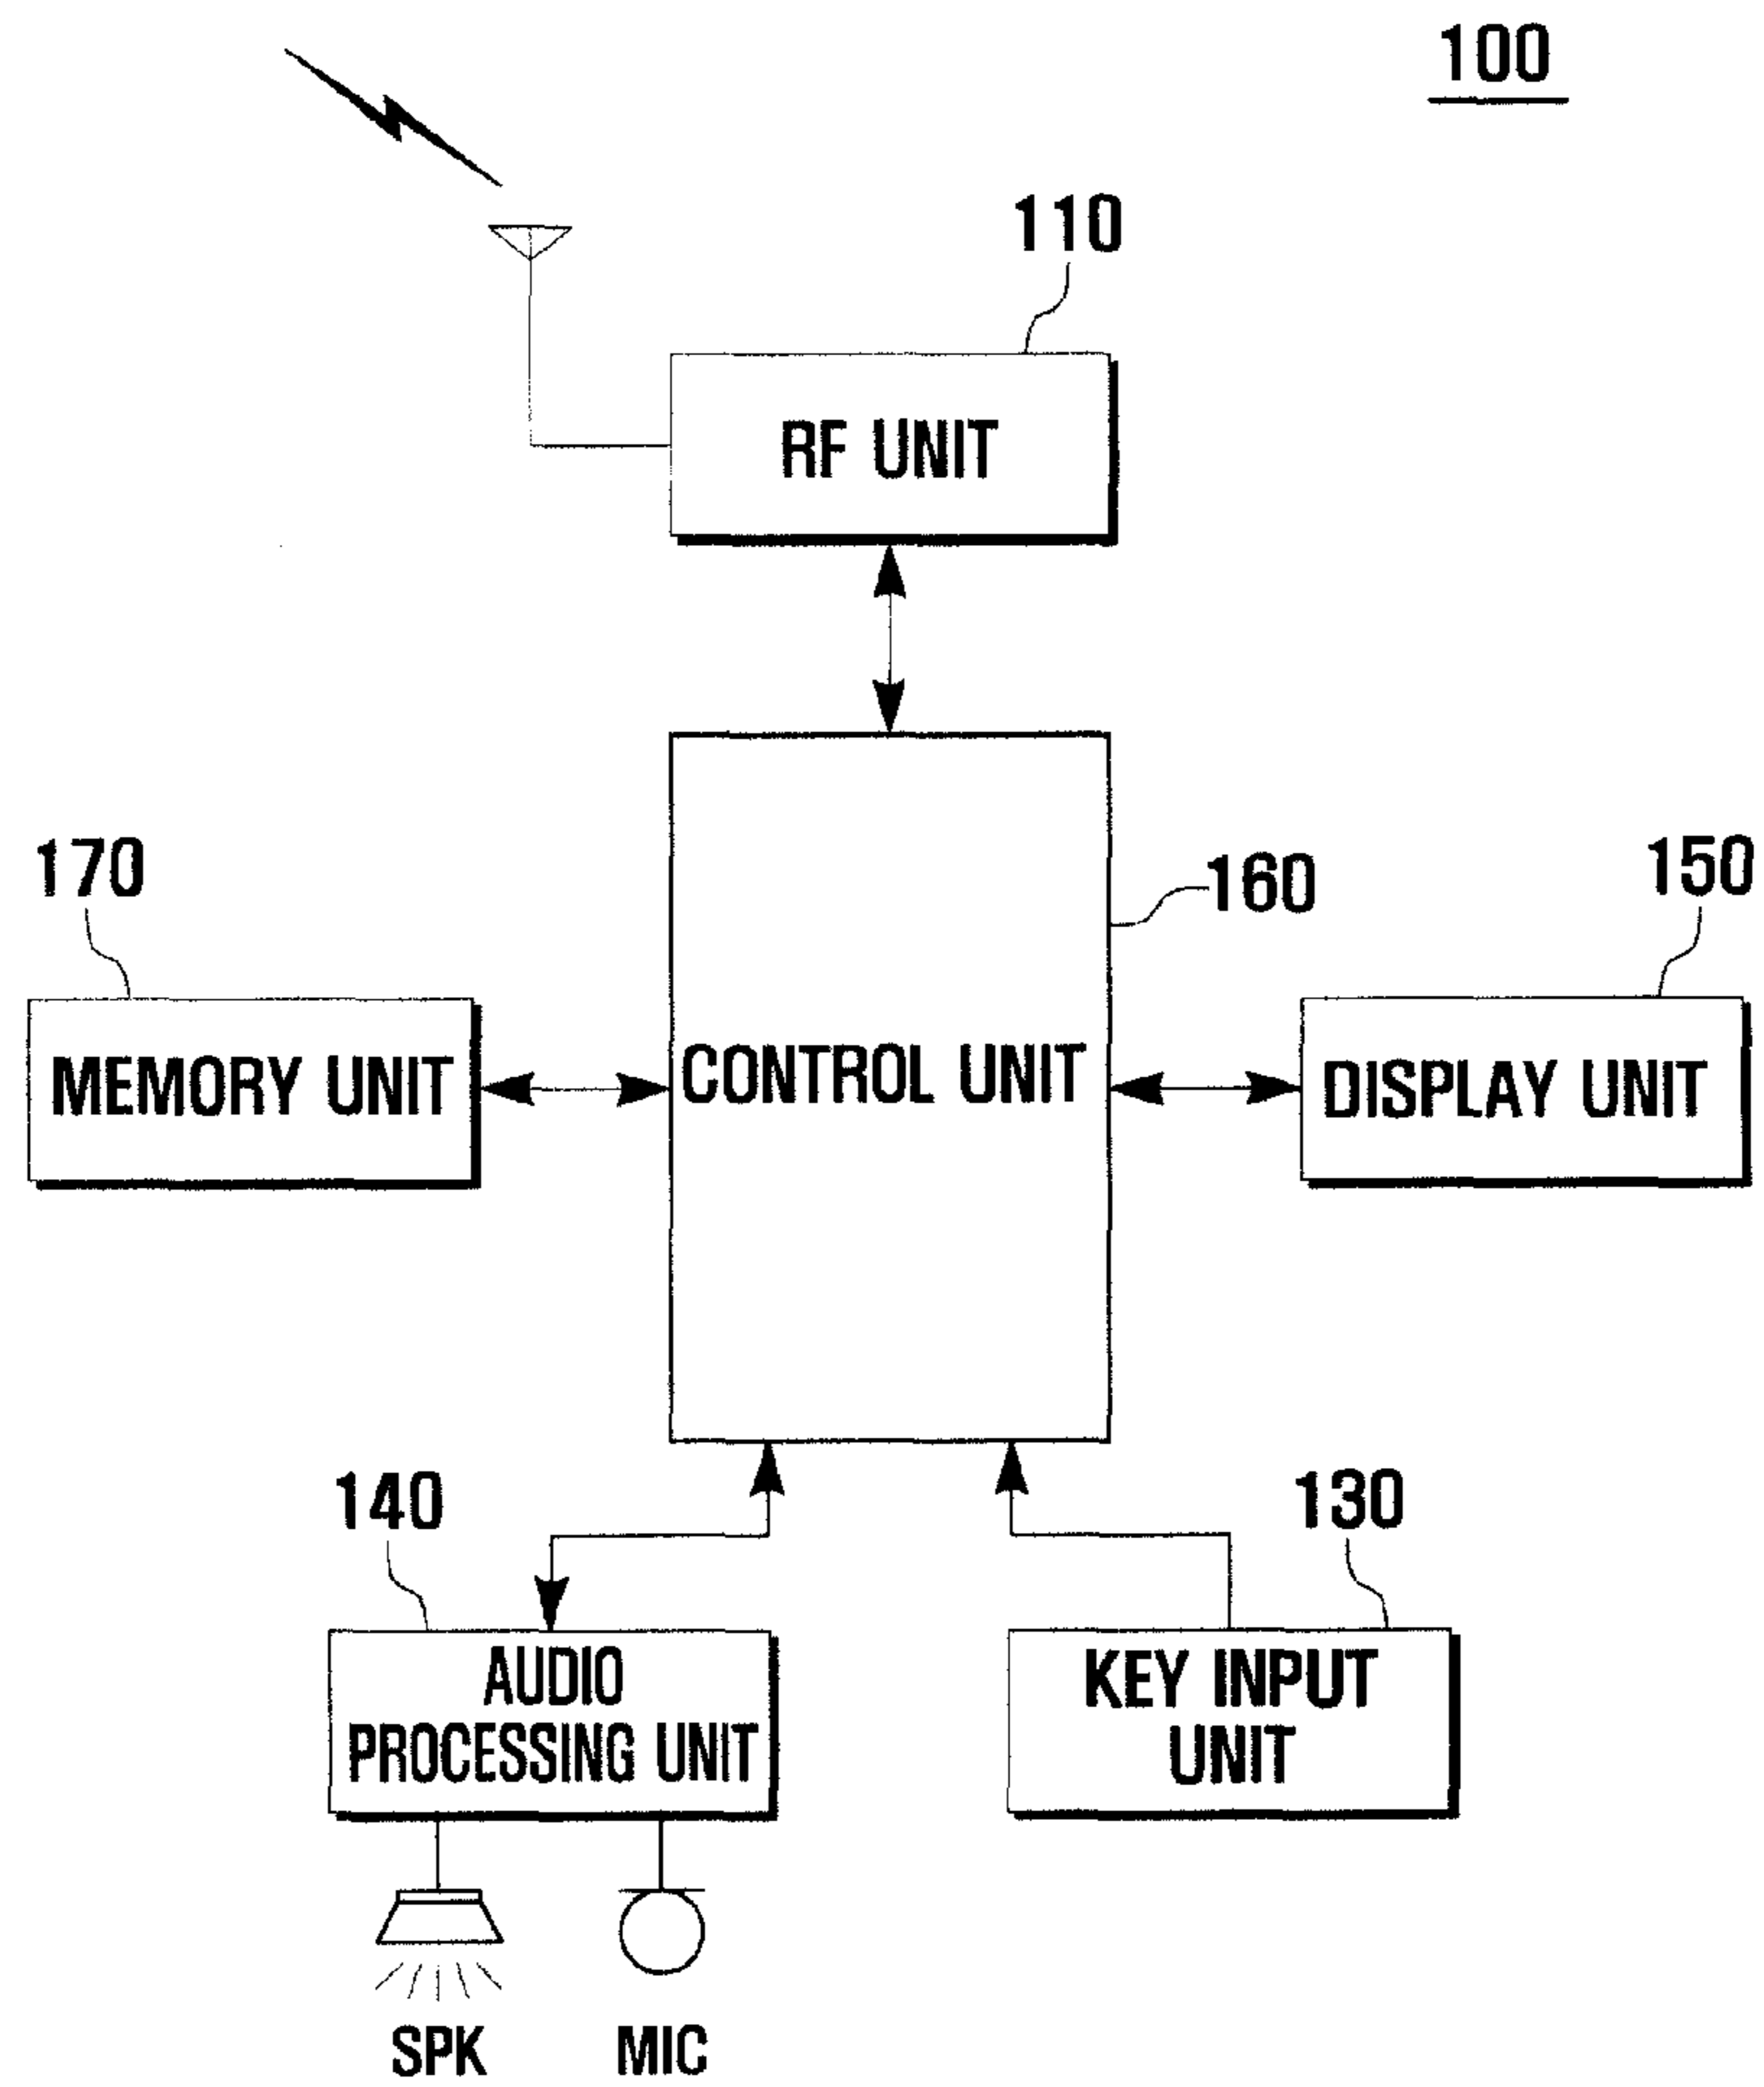 100
110
RF UNIT
170
160
150
MEMORY UNIT
CONTROL UNIT
DISPLAY UNIT
140
130
AUDIO
PROCESSING UNIT
KEY INPUT
UNIT
SPK
MIC